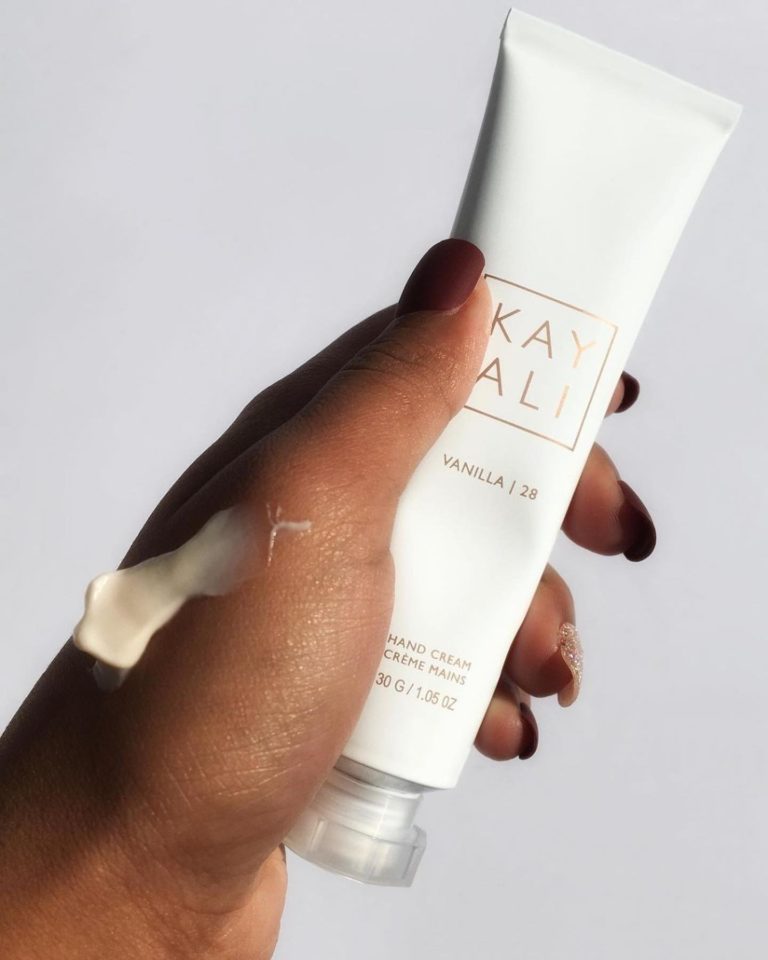 KAY
ALI
VANILLA | 28
HAND CREAM
CRÈME MAINS
30 G / 1.05 OZ